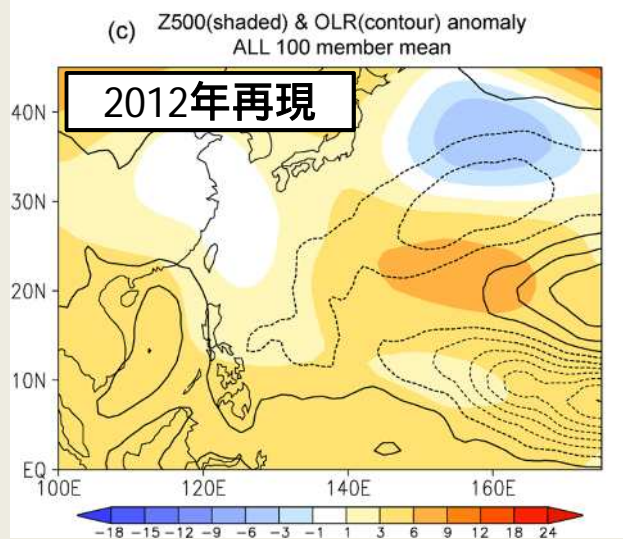 (c) Z500(shaded) & OLR(contour) anomaly
ALL 100 member mean
2012年再現
40N
30N
20N
10N
EQ
100E 120E 140E 160E
-18 -15 -12 -9 -6 -3 -1 1 3 6 9 12 18 24